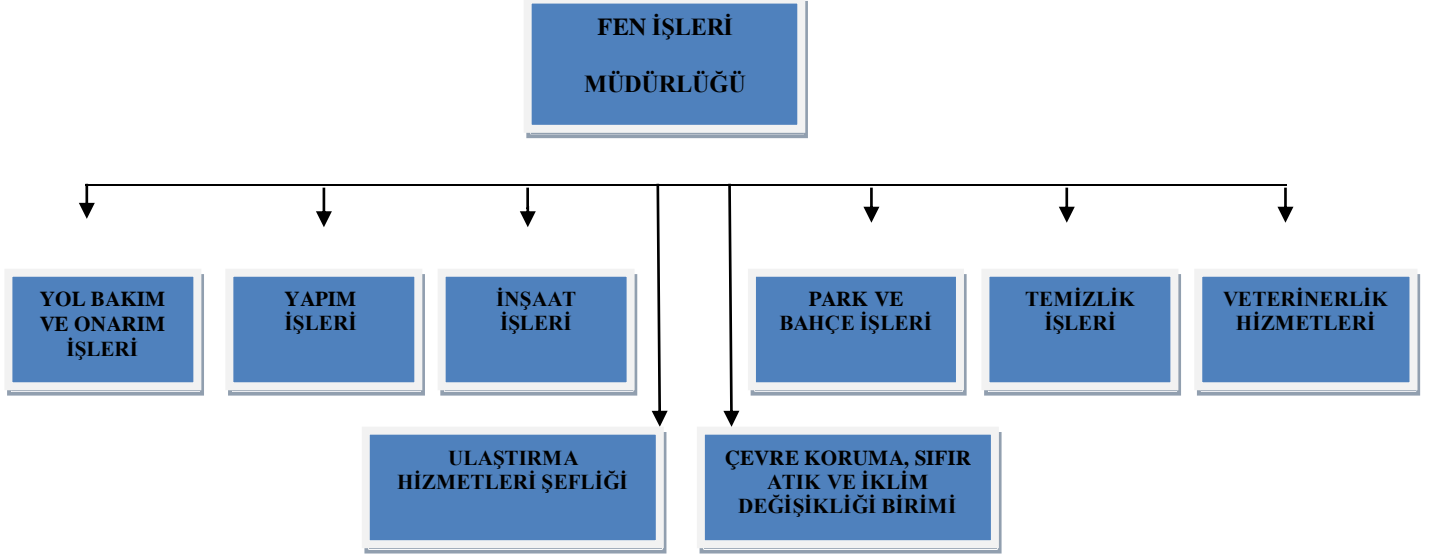 FEN İŞLERİ
MÜDÜRLÜĞÜ
YOL BAKIM
VE ONARIM
İŞLERİ
YAPIM
İŞLERİ
İNŞAAT
İŞLERİ
PARK VE
BAHÇE İŞLERİ
TEMİZLİK
İŞLERİ
VETERİNERLİK
HİZMETLERİ
ULAŞTIRMA
HİZMETLERİ ŞEFLİĞİ
ÇEVRE KORUMA, SIFIR
ATIK VE İKLİM
DEĞİŞİKLİĞİ BİRİMİ